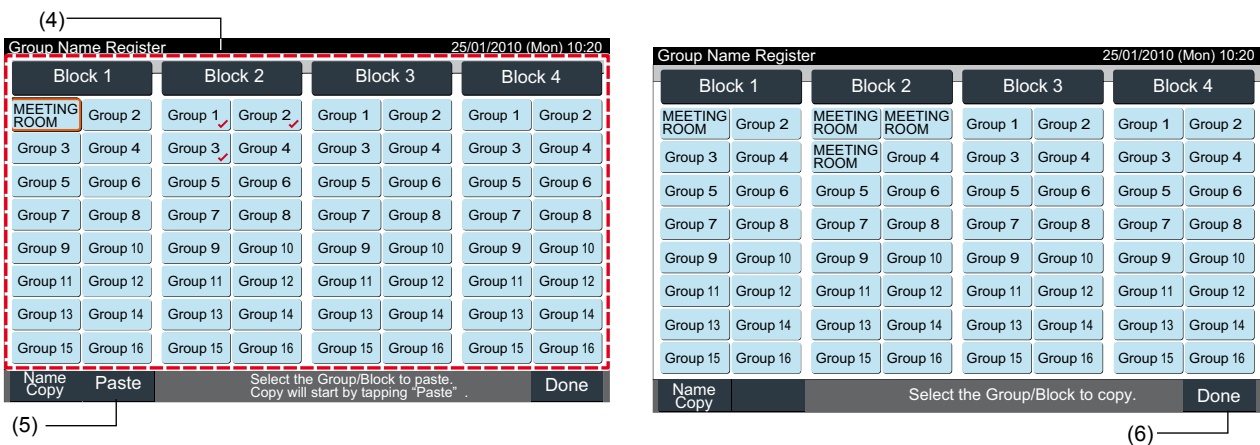 (4)
Group Name Register 25/01/2010 (Mon) 10:20
Block 1 Block 2 Block 3 Block 4
MEETING ROOM Group 2 Group 1 Group 2 Group 1 Group 2 Group 1 Group 2
Group 3 Group 4 Group 3 Group 4 Group 3 Group 4 Group 3 Group 4
Group 5 Group 6 Group 5 Group 6 Group 5 Group 6 Group 5 Group 6
Group 7 Group 8 Group 7 Group 8 Group 7 Group 8 Group 7 Group 8
Group 9 Group 10 Group 9 Group 10 Group 9 Group 10 Group 9 Group 10
Group 11 Group 12 Group 11 Group 12 Group 11 Group 12 Group 11 Group 12
Group 13 Group 14 Group 13 Group 14 Group 13 Group 14 Group 13 Group 14
Group 15 Group 16 Group 15 Group 16 Group 15 Group 16 Group 15 Group 16
Name Copy Paste Select the Group/Block to paste. Done
Copy will start by tapping "Paste" .
(5)
Group Name Register 25/01/2010 (Mon) 10:20
Block 1 Block 2 Block 3 Block 4
MEETING ROOM Group 2 MEETING ROOM MEETING ROOM Group 1 Group 2 Group 1 Group 2
Group 3 Group 4 MEETING ROOM Group 4 Group 3 Group 4 Group 3 Group 4
Group 5 Group 6 Group 5 Group 6 Group 5 Group 6 Group 5 Group 6
Group 7 Group 8 Group 7 Group 8 Group 7 Group 8 Group 7 Group 8
Group 9 Group 10 Group 9 Group 10 Group 9 Group 10 Group 9 Group 10
Group 11 Group 12 Group 11 Group 12 Group 11 Group 12 Group 11 Group 12
Group 13 Group 14 Group 13 Group 14 Group 13 Group 14 Group 13 Group 14
Group 15 Group 16 Group 15 Group 16 Group 15 Group 16 Group 15 Group 16
Name Copy Select the Group/Block to copy. Done
(6)